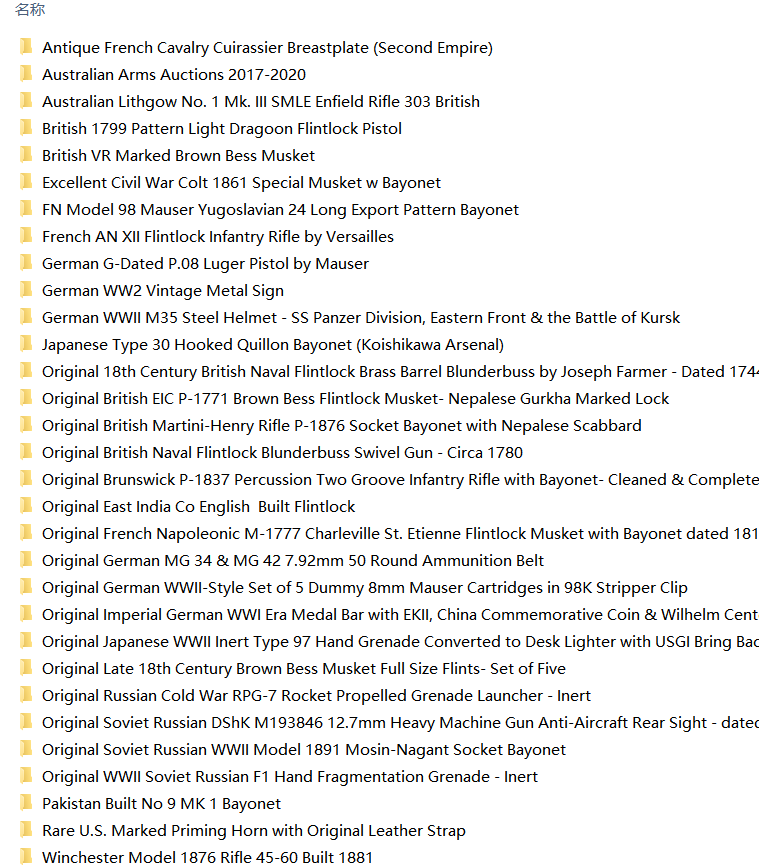 名称
Antique French Cavalry Cuirassier Breastplate (Second Empire)
Australian Arms Auctions 2017-2020
Australian Lithgow No. 1 Mk. III SMLE Enfield Rifle 303 British
British 1799 Pattern Light Dragoon Flintlock Pistol
British VR Marked Brown Bess Musket
Excellent Civil War Colt 1861 Special Musket w Bayonet
FN Model 98 Mauser Yugoslavian 24 Long Export Pattern Bayonet
French AN XII Flintlock Infantry Rifle by Versailles
German G-Dated P.08 Luger Pistol by Mauser
German WW2 Vintage Metal Sign
German WWII M35 Steel Helmet - SS Panzer Division, Eastern Front & the Battle of Kursk
Japanese Type 30 Hooked Quillon Bayonet (Koishikawa Arsenal)
Original 18th Century British Naval Flintlock Brass Barrel Blunderbuss by Joseph Farmer - Dated 174
Original British EIC P-1771 Brown Bess Flintlock Musket- Nepalese Gurkha Marked Lock
Original British Martini-Henry Rifle P-1876 Socket Bayonet with Nepalese Scabbard
Original British Naval Flintlock Blunderbuss Swivel Gun - Circa 1780
Original Brunswick P-1837 Percussion Two Groove Infantry Rifle with Bayonet- Cleaned & Complete
Original East India Co English  Built Flintlock
Original French Napoleonic M-1777 Charleville St. Etienne Flintlock Musket with Bayonet dated 181
Original German MG 34 & MG 42 7.92mm 50 Round Ammunition Belt
Original German WWII-Style Set of 5 Dummy 8mm Mauser Cartridges in 98K Stripper Clip
Original Imperial German WWI Era Medal Bar with EKII, China Commemorative Coin & Wilhelm Cent
Original Japanese WWII Inert Type 97 Hand Grenade Converted to Desk Lighter with USGI Bring Bac
Original Late 18th Century Brown Bess Musket Full Size Flints- Set of Five
Original Russian Cold War RPG-7 Rocket Propelled Grenade Launcher - Inert
Original Soviet Russian DShK M193846 12.7mm Heavy Machine Gun Anti-Aircraft Rear Sight - dated
Original Soviet Russian WWII Model 1891 Mosin-Nagant Socket Bayonet
Original WWII Soviet Russian F1 Hand Fragmentation Grenade - Inert
Pakistan Built No 9 MK 1 Bayonet
Rare U.S. Marked Priming Horn with Original Leather Strap
Winchester Model 1876 Rifle 45-60 Built 1881